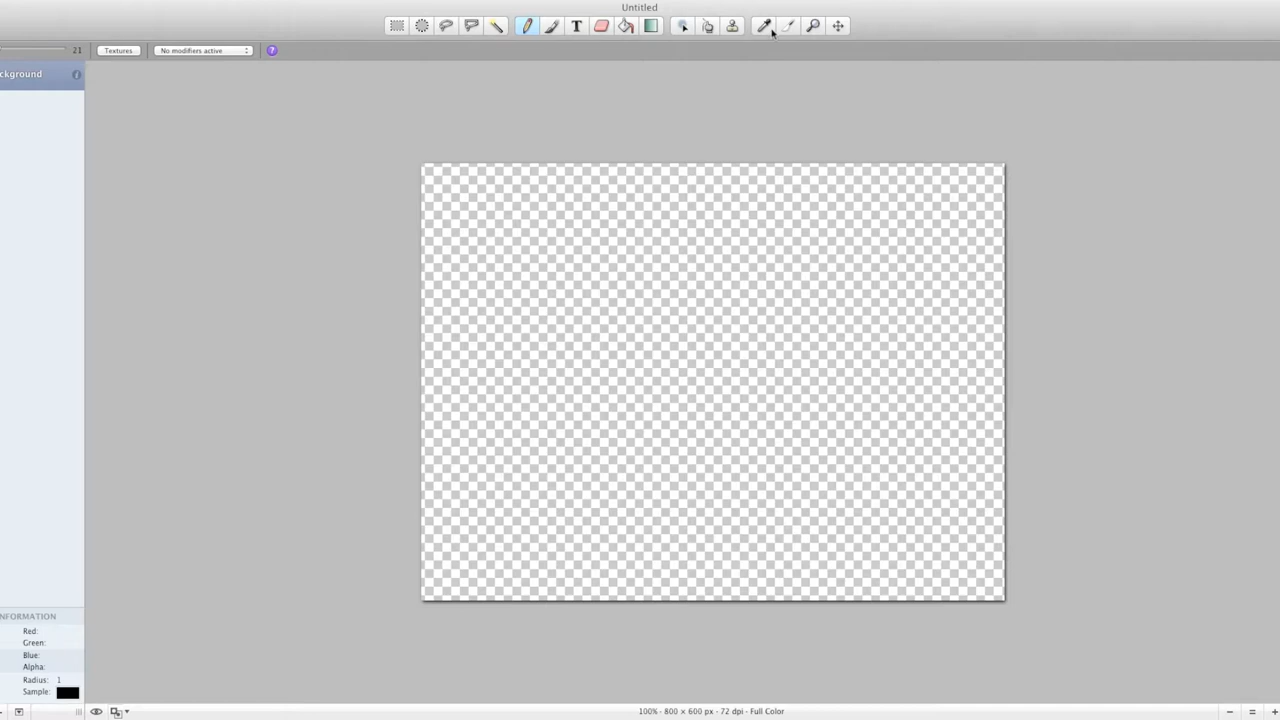 Untitled
T
21
Textures
No modifiers active
?
ckground
i
NFORMATION
Red:
Green:
Blue:
Alpha:
Radius: 1
Sample:
100% - 800 × 600 px - 72 dpi - Full Color